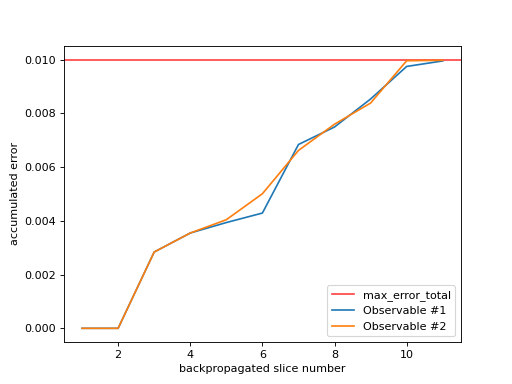 0.010
0.008
0.006
0.004
0.002
0.000
accumulated error
max_error_total
Observable #1
Observable #2
2 4 6 8 10
backpropagated slice number